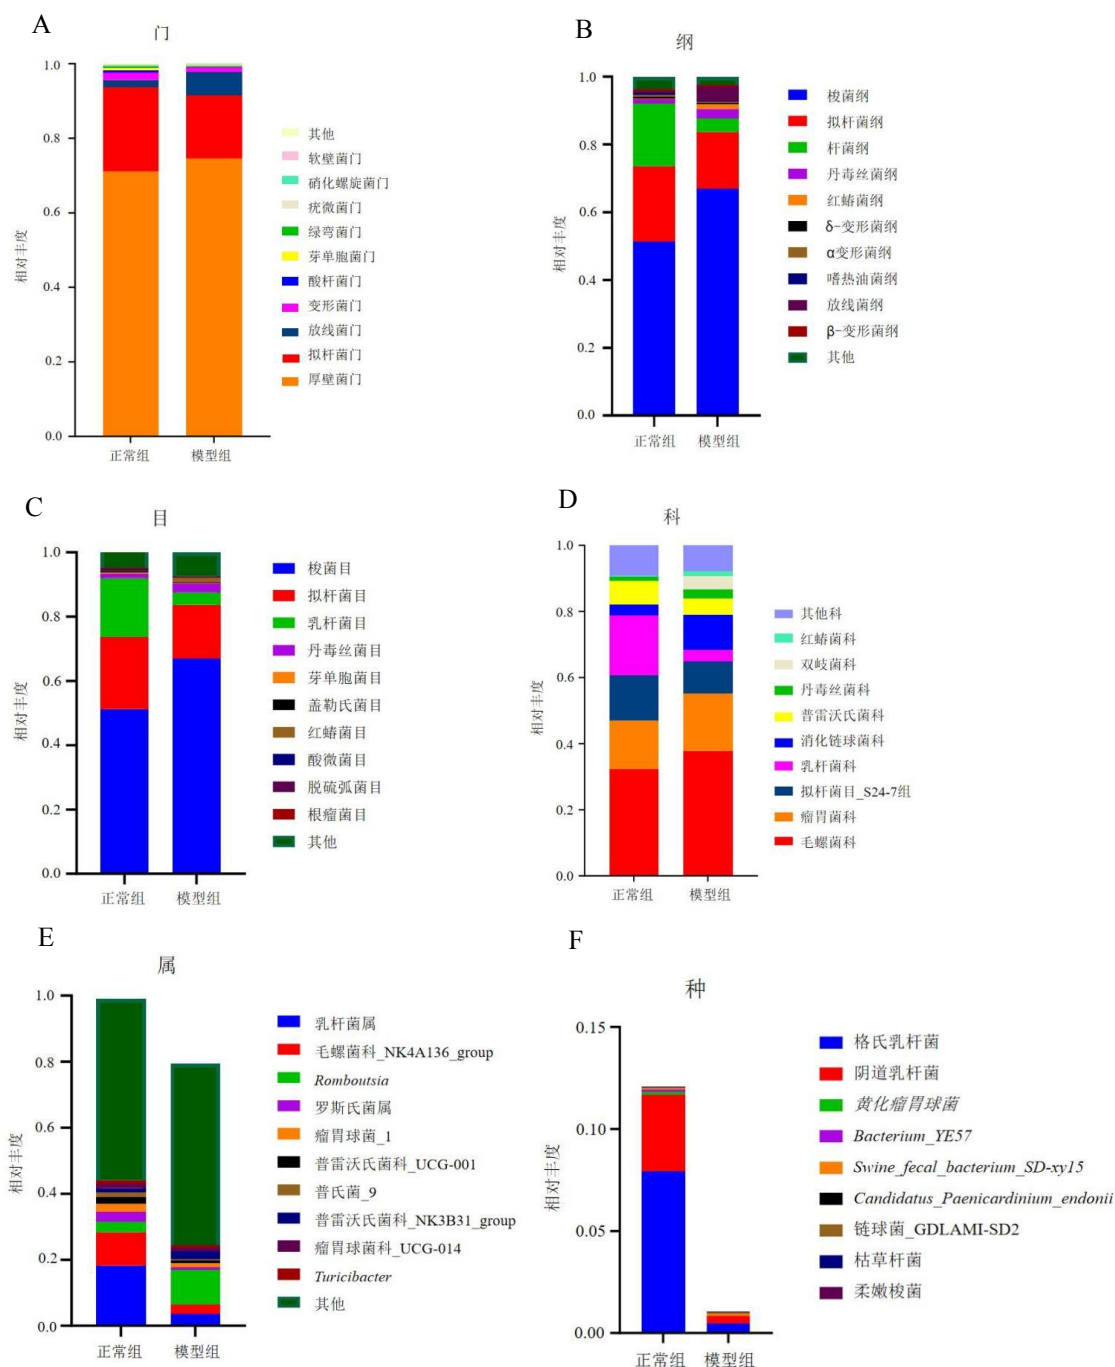 A
门
1.0
0.8
0.6
0.4
0.2
0.0
相对丰度
正常组
模型组
其他
软壁菌门
硝化螺旋菌门
疣微菌门
绿弯菌门
芽单胞菌门
酸杆菌门
变形菌门
放线菌门
拟杆菌门
厚壁菌门
B
纲
1.0
0.8
0.6
0.4
0.2
0.0
相对丰度
正常组
模型组
梭菌纲
拟杆菌纲
杆菌纲
丹毒丝菌纲
红蝽菌纲
δ-变形菌纲
α变形菌纲
嗜热油菌纲
放线菌纲
β-变形菌纲
其他
C
目
1.0
0.8
0.6
0.4
0.2
0.0
相对丰度
正常组
模型组
梭菌目
拟杆菌目
乳杆菌目
丹毒丝菌目
芽单胞菌目
盖勒氏菌目
红蝽菌目
酸微菌目
脱硫弧菌目
根瘤菌目
其他
D
科
1.0
0.8
0.6
0.4
0.2
0.0
相对丰度
正常组
模型组
其他科
红蝽菌科
双歧菌科
丹毒丝菌科
普雷沃氏菌科
消化链球菌科
乳杆菌科
拟杆菌目_S24-7组
瘤胃菌科
毛螺菌科
E
属
1.0
0.8
0.6
0.4
0.2
0.0
相对丰度
正常组
模型组
乳杆菌属
毛螺菌科_NK4A136_group
Romboutsia
罗斯氏菌属
瘤胃球菌_1
普雷沃氏菌科_UCG-001
普氏菌_9
普雷沃氏菌科_NK3B31_group
瘤胃球菌科_UCG-014
Turicibacter
其他
F
种
0.15
0.10
0.05
0.00
相对丰度
正常组
模型组
格氏乳杆菌
阴道乳杆菌
黄化瘤胃球菌
Bacterium_YE57
Swine_fecal_bacterium_SD-xy15
Candidatus_Paenicardinium_endonii
链球菌_GDLAMI-SD2
枯草杆菌
柔嫩梭菌